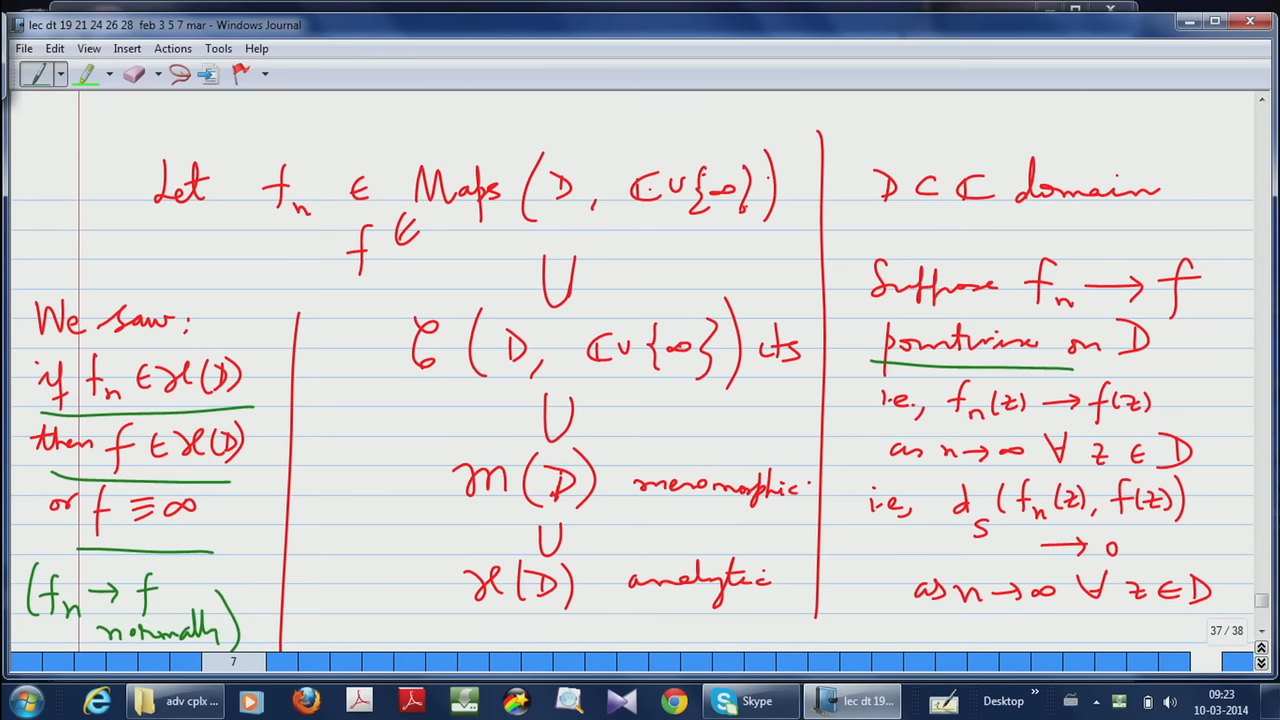 lec dt 19 21 24 26 28 feb 3 5 7 mar - Windows Journal
File Edit View Insert Actions Tools Help
Let fₙ ∈ Maps (D, ℂ∪{∞})
f ∈
∪
𝒞 (D, ℂ∪{∞}) cts
∪
𝓜(D) meromorphic
∪
ℋ(D) analytic
We saw:
if fₙ ∈ ℋ(D)
then f ∈ ℋ(D)
or f ≡ ∞
(fₙ → f
normally)
D ⊂ ℂ domain
Suppose fₙ → f
pointwise on D
i.e., fₙ(z) → f(z)
as n → ∞ ∀ z ∈ D
i.e., d_S (fₙ(z), f(z))
→ 0
as n → ∞ ∀ z ∈ D
37 / 38
7
adv cplx ...
Skype
lec dt 19...
Desktop
»
09:23
10-03-2014